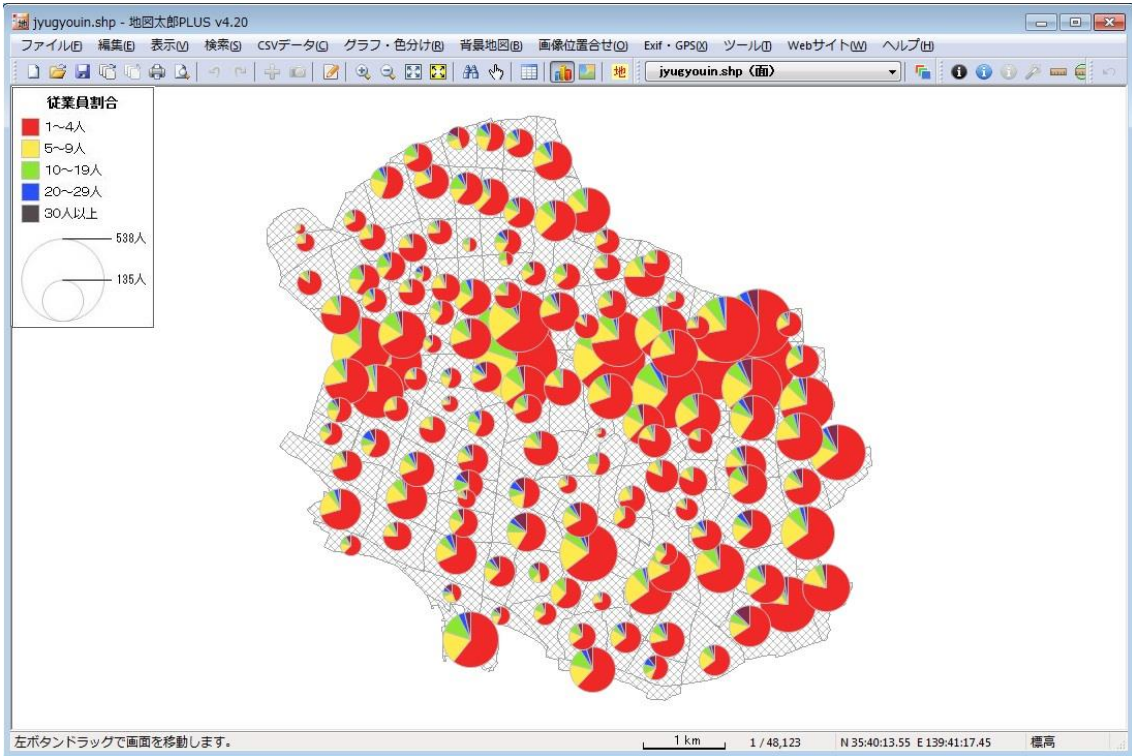 jyugyouin.shp - 地図太郎PLUS v4.20
ファイル(F) 編集(E) 表示(V) 検索(S) CSVデータ(C) グラフ・色分け(R) 背景地図(B) 画像位置合せ(O) Exif・GPS(X) ツール(T) Webサイト(W) ヘルプ(H)
地 jyugyouin.shp (面)
従業員割合
1～4人
5～9人
10～19人
20～29人
30人以上
538人
135人
左ボタンドラッグで画面を移動します。 1 km 1 / 48,123 N 35:40:13.55 E 139:41:17.45 標高